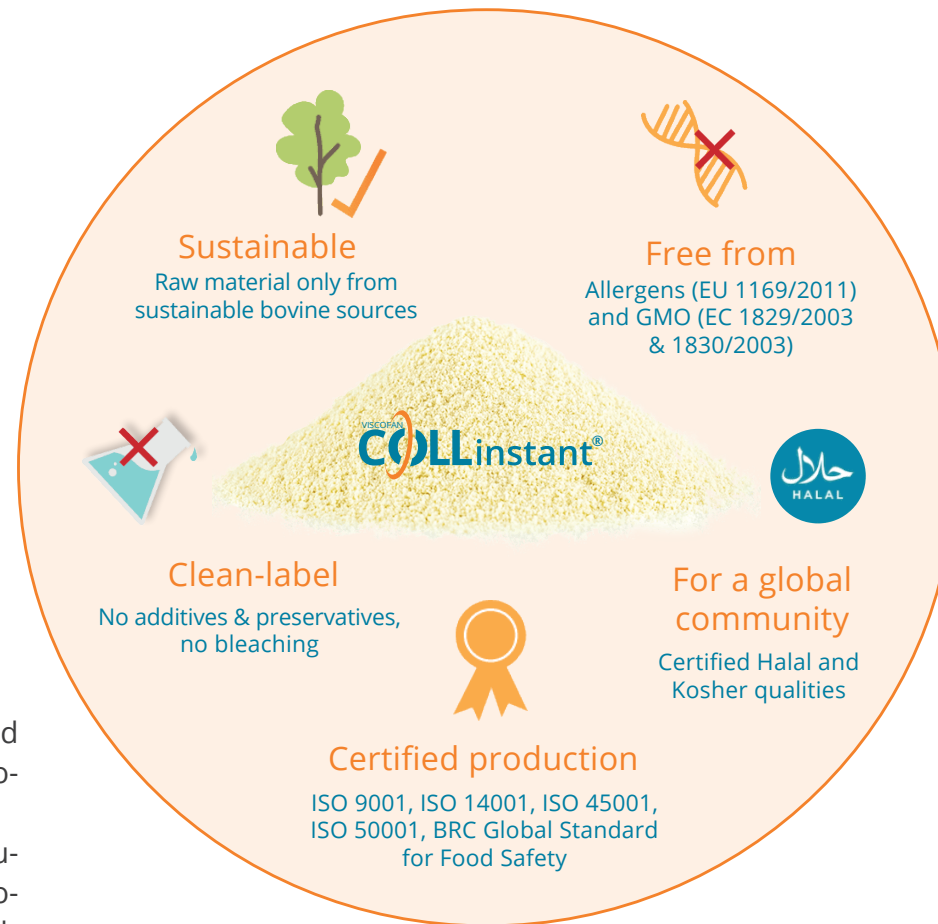 Sustainable
Raw material only from
sustainable bovine sources
Free from
Allergens (EU 1169/2011)
and GMO (EC 1829/2003
& 1830/2003)
VISCOFAN
COLLinstant®
حلال
HALAL
Clean-label
No additives & preservatives,
no bleaching
For a global
community
Certified Halal and
Kosher qualities
Certified production
ISO 9001, ISO 14001, ISO 45001,
ISO 50001, BRC Global Standard
for Food Safety
d
o-
u-
o-